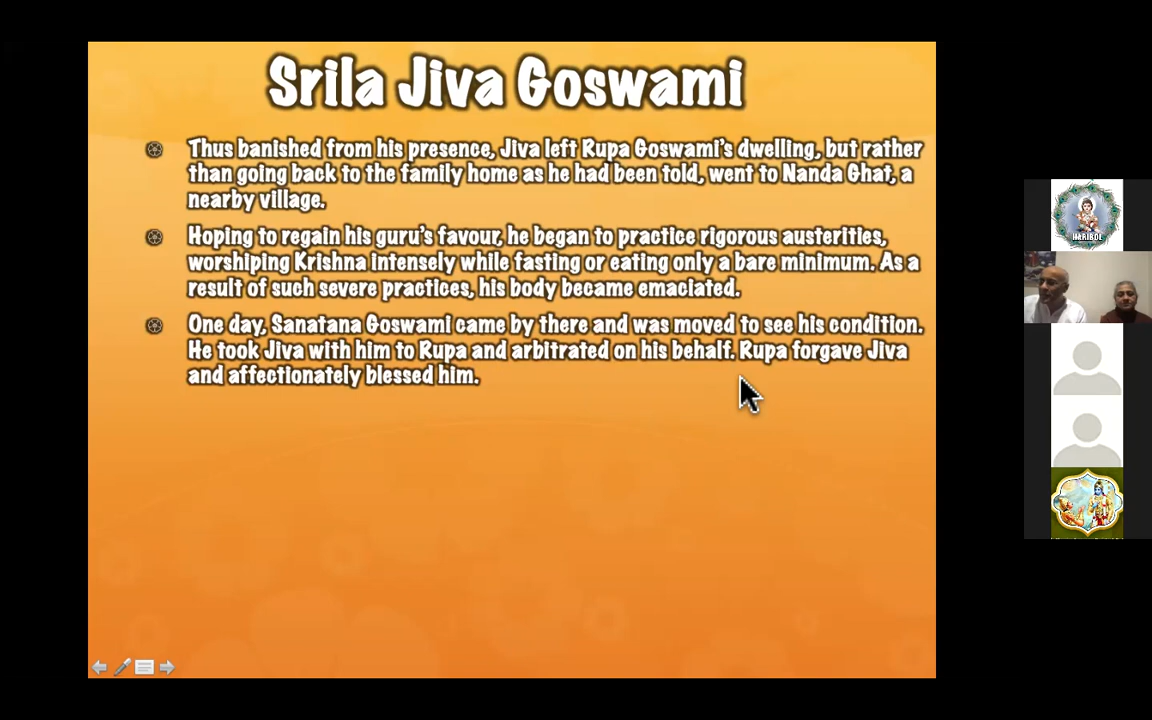 Srila Jiva Goswami
Thus banished from his presence, Jiva left Rupa Goswami's dwelling, but rather
than going back to the family home as he had been told, went to Nanda Ghat, a
nearby village.
Hoping to regain his guru's favour, he began to practice rigorous austerities,
worshiping Krishna intensely while fasting or eating only a bare minimum. As a
result of such severe practices, his body became emaciated.
One day, Sanatana Goswami came by there and was moved to see his condition.
He took Jiva with him to Rupa and arbitrated on his behalf. Rupa forgave Jiva
and affectionately blessed him.
HARIBOL